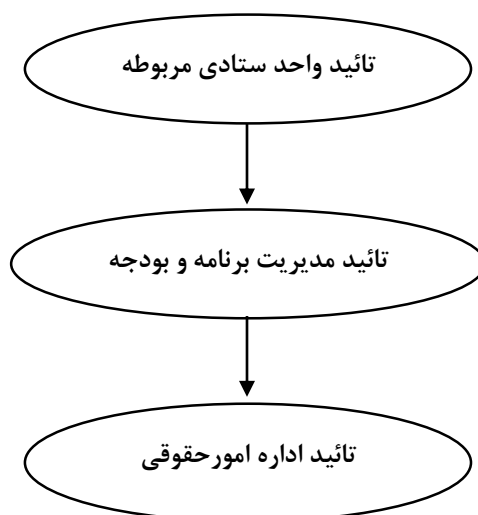 تائید واحد ستادی مربوطه
تائید مدیریت برنامه و بودجه
تائید اداره امورحقوقی